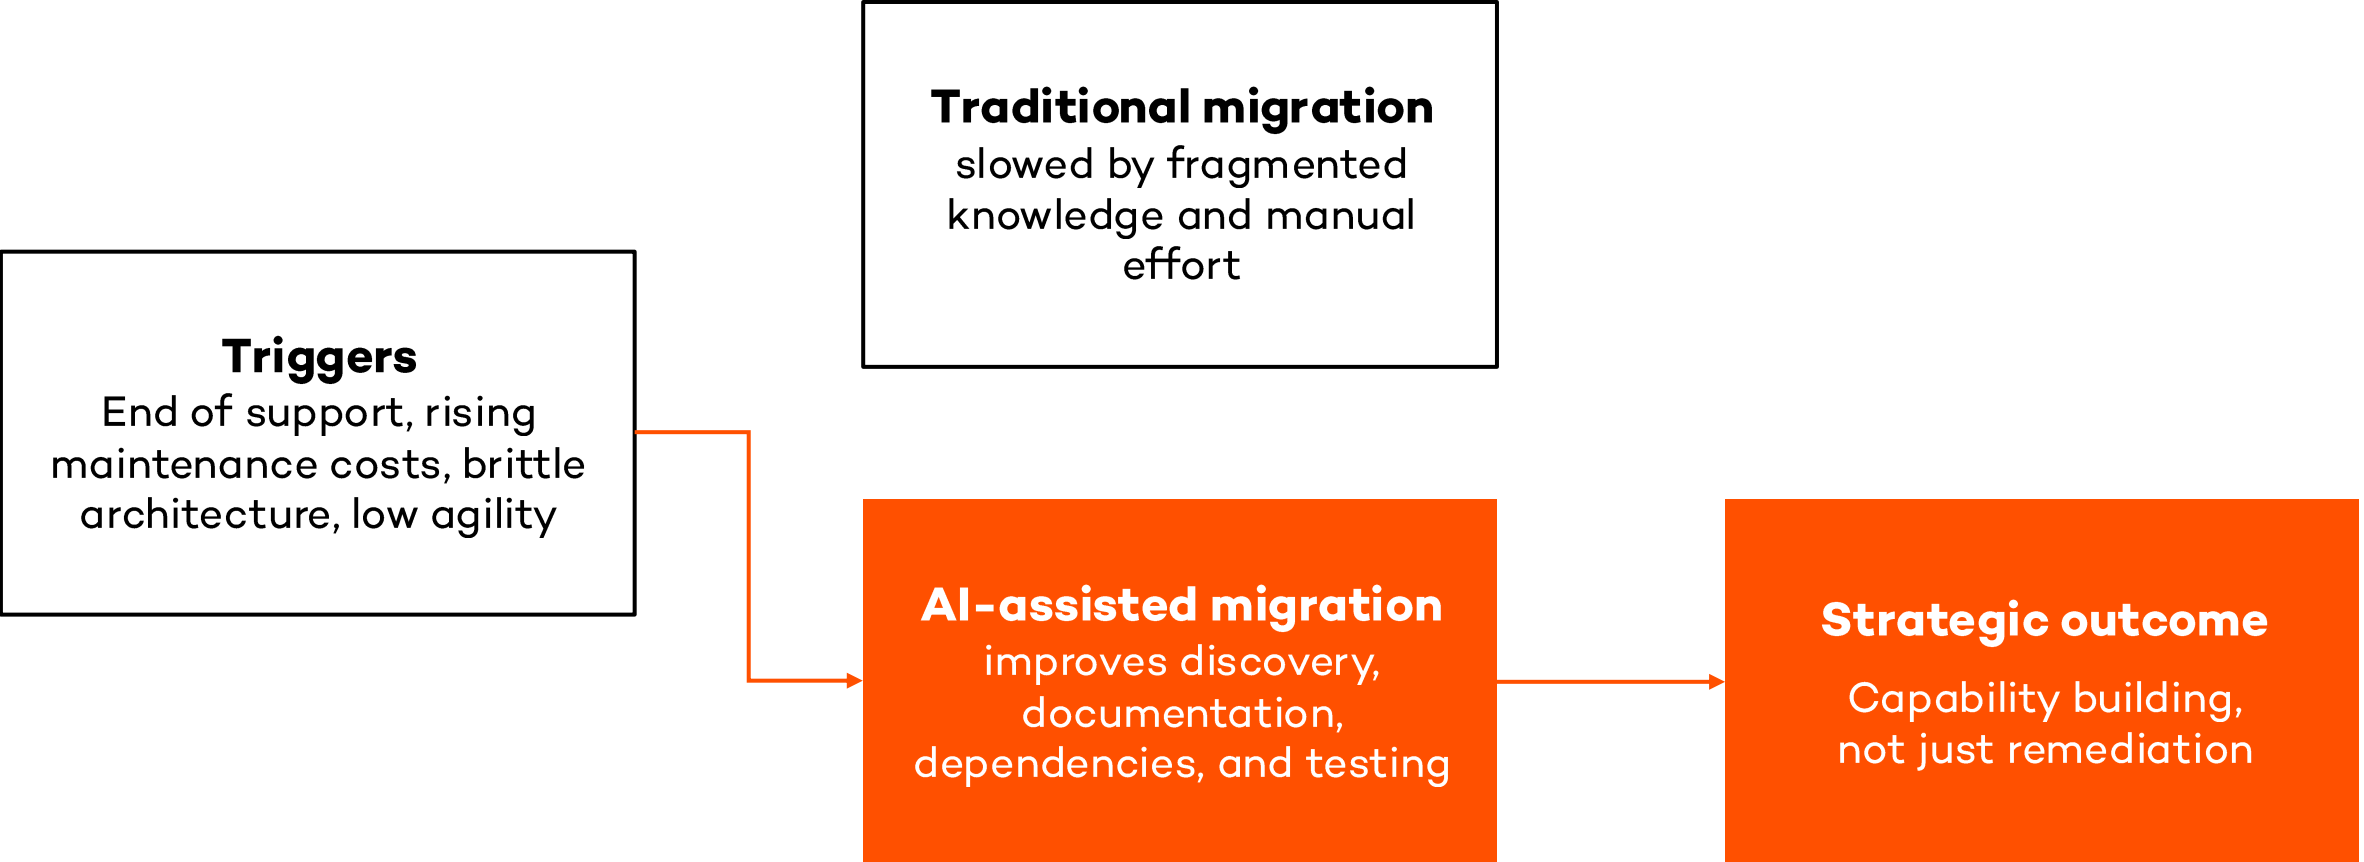 Traditional migration
slowed by fragmented
knowledge and manual
effort
Triggers
End of support, rising
maintenance costs, brittle
architecture, low agility
AI-assisted migration
improves discovery,
documentation,
dependencies, and testing
Strategic outcome
Capability building,
not just remediation